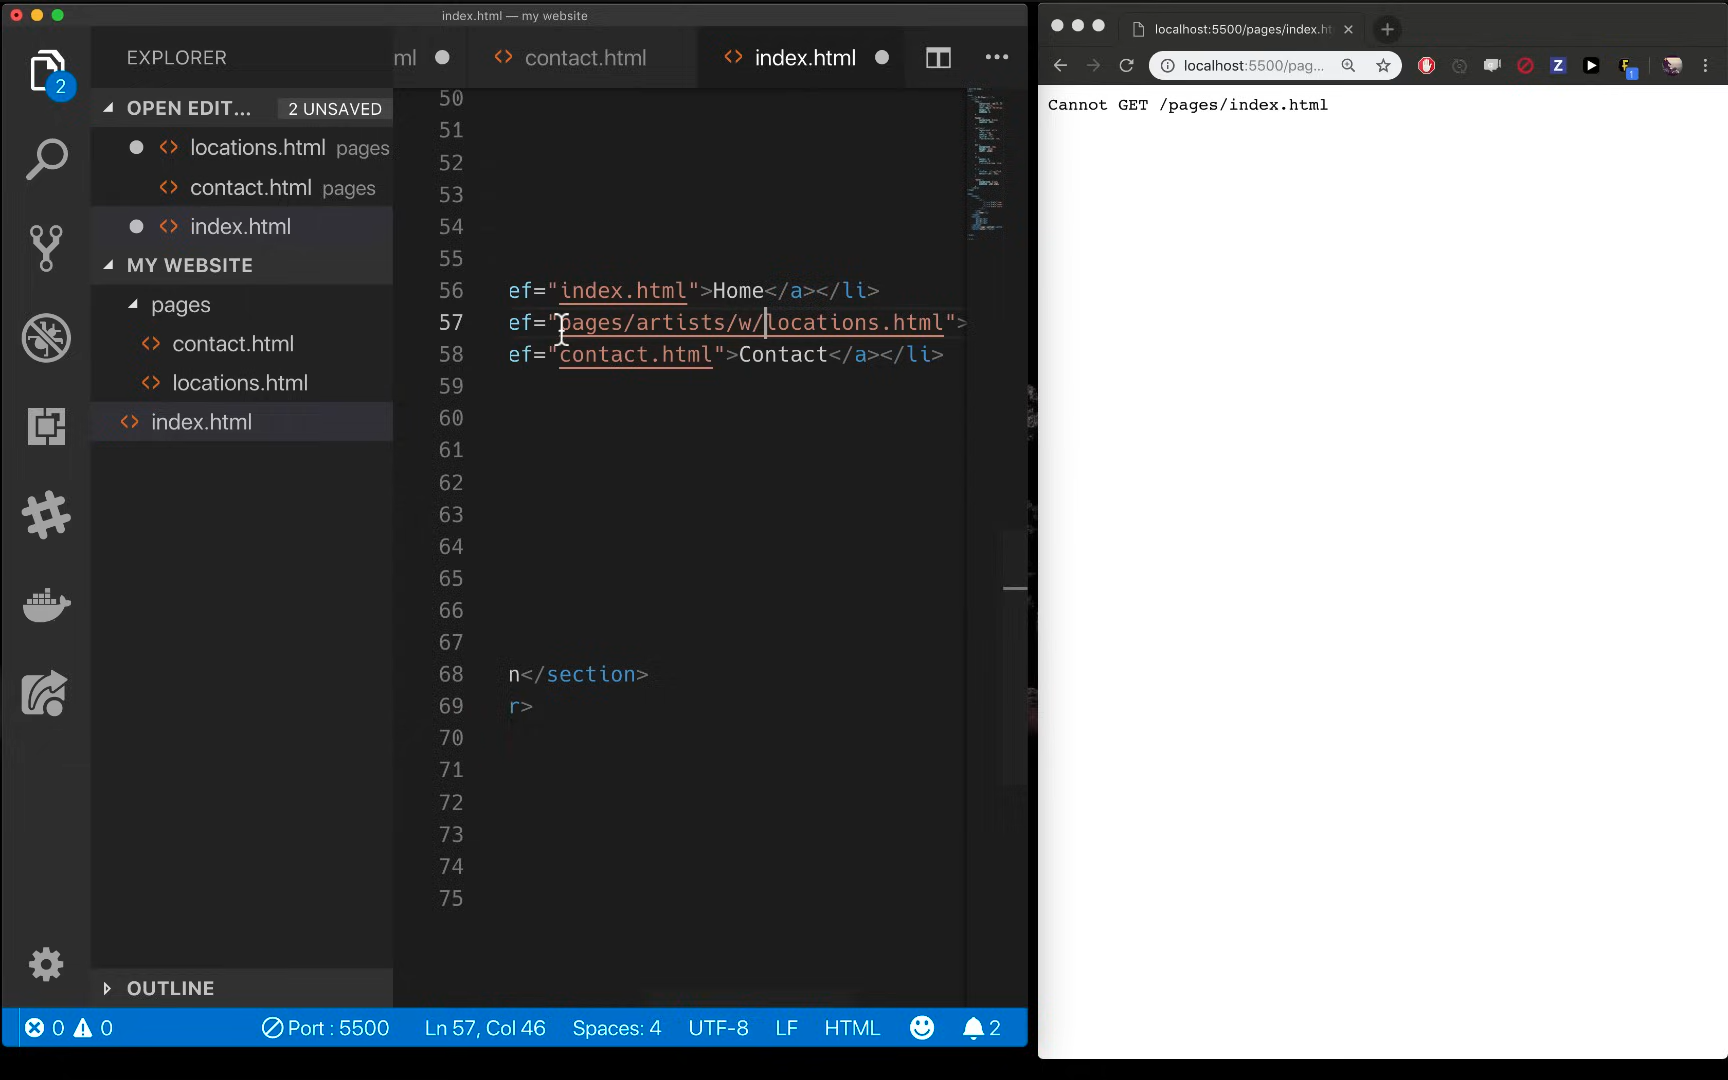 index.html — my website
EXPLORER
ml
contact.html
index.html
OPEN EDIT...
2 UNSAVED
locations.html pages
contact.html pages
index.html
MY WEBSITE
pages
contact.html
locations.html
index.html
OUTLINE
2
50
51
52
53
54
55
56 ef="index.html">Home</a></li>
57 ef="pages/artists/w/locations.html">
58 ef="contact.html">Contact</a></li>
59
60
61
62
63
64
65
66
67
68 n</section>
69 r>
70
71
72
73
74
75
0 0 Port : 5500 Ln 57, Col 46 Spaces: 4 UTF-8 LF HTML 2
localhost:5500/pages/index.ht
localhost:5500/pag...
Z
1
Cannot GET /pages/index.html